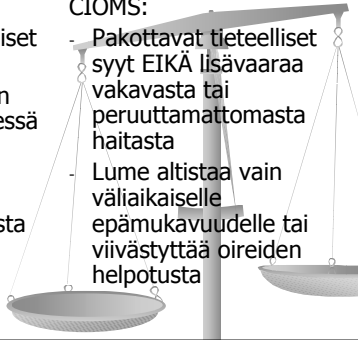 CIOMS:
- Pakottavat tieteelliset
syyt EIKÄ lisävaaraa
vakavasta tai
peruuttamattomasta
haitasta
- Lume altistaa vain
väliaikaiselle
epämukavuudelle tai
viivästyttää oireiden
helpotusta